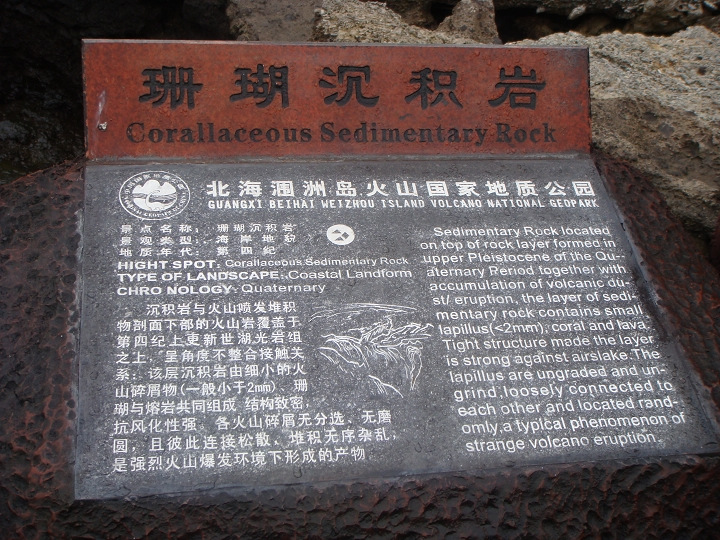 珊瑚沉积岩
Corallaceous Sedimentary Rock
北海涠洲岛火山国家地质公园
GUANGXI BEIHAI WEIZHOU ISLAND VOLCANO NATIONAL GEOPARK
景点名称：珊瑚沉积岩
景观类型：海岸地貌
地质年代：第四纪
HIGHT SPOT: Corallaceous Sedimentary Rock
TYPE OF LANDSCAPE: Coastal Landform
CHRO NOLOGY: Quaternary
沉积岩与火山喷发堆积
物剖面下部的火山岩覆盖于
第四纪上更新世湖光岩组
之上，呈角度不整合接触关
系；该层沉积岩由细小的火
山碎屑物(一般小于2mm)、珊
瑚与熔岩共同组成 结构致密，
抗风化性强。各火山碎屑无分选、无磨
圆，且彼此连接松散、堆积无序杂乱，
是强烈火山爆发环境下形成的产物
Sedimentary Rock located
on top of rock layer formed in
upper Pleistocene of the Qu-
aternary Reriod together with
accumulation of volcanic du-
st/ eruption, the layer of sedi-
mentary rock contains small
lapillus(<2mm), coral and lava.
Tight structure made the layer
is strong against airslake.The
lapillus are ungraded and un-
grind,loosely connected to
each other and located rand-
omly,a typical phenomenon of
strange volcano eruption.